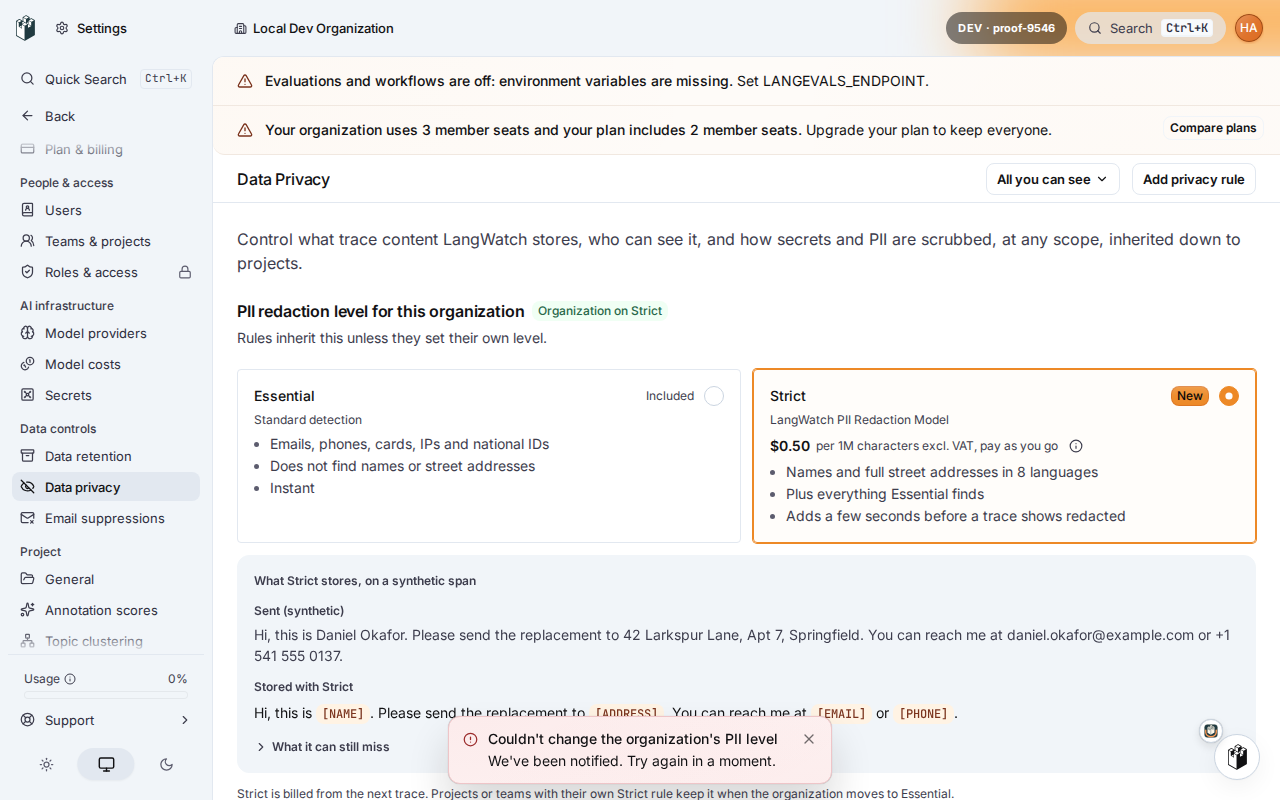 Settings
Local Dev Organization
DEV · proof-9546
Search Ctrl+K
HA
Quick Search Ctrl+K
Back
Plan & billing
People & access
Users
Teams & projects
Roles & access
AI infrastructure
Model providers
Model costs
Secrets
Data controls
Data retention
Data privacy
Email suppressions
Project
General
Annotation scores
Topic clustering
Usage 0%
Support
Evaluations and workflows are off: environment variables are missing. Set LANGEVALS_ENDPOINT.
Your organization uses 3 member seats and your plan includes 2 member seats. Upgrade your plan to keep everyone.
Compare plans
Data Privacy
All you can see
Add privacy rule
Control what trace content LangWatch stores, who can see it, and how secrets and PII are scrubbed, at any scope, inherited down to
projects.
PII redaction level for this organization Organization on Strict
Rules inherit this unless they set their own level.
Essential Included
Standard detection
• Emails, phones, cards, IPs and national IDs
• Does not find names or street addresses
• Instant
Strict New
LangWatch PII Redaction Model
$0.50 per 1M characters excl. VAT, pay as you go
• Names and full street addresses in 8 languages
• Plus everything Essential finds
• Adds a few seconds before a trace shows redacted
What Strict stores, on a synthetic span
Sent (synthetic)
Hi, this is Daniel Okafor. Please send the replacement to 42 Larkspur Lane, Apt 7, Springfield. You can reach me at daniel.okafor@example.com or +1
541 555 0137.
Stored with Strict
Hi, this is [NAME] . Please send the replacement to [ADDRESS]. You can reach me at [EMAIL] or [PHONE] .
What it can still miss
Couldn't change the organization's PII level
We've been notified. Try again in a moment.
Strict is billed from the next trace. Projects or teams with their own Strict rule keep it when the organization moves to Essential.